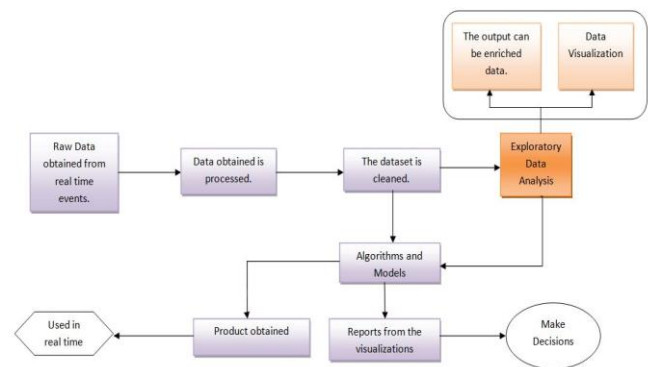 The output can
be enriched
data.
Data
Visualization
Raw Data
obtained from
real time
events.
Data obtained is
processed.
The dataset is
cleaned.
Exploratory
Data
Analysis
Algorithms and
Models
Used in
real time
Product obtained
Reports from the
visualizations
Make
Decisions